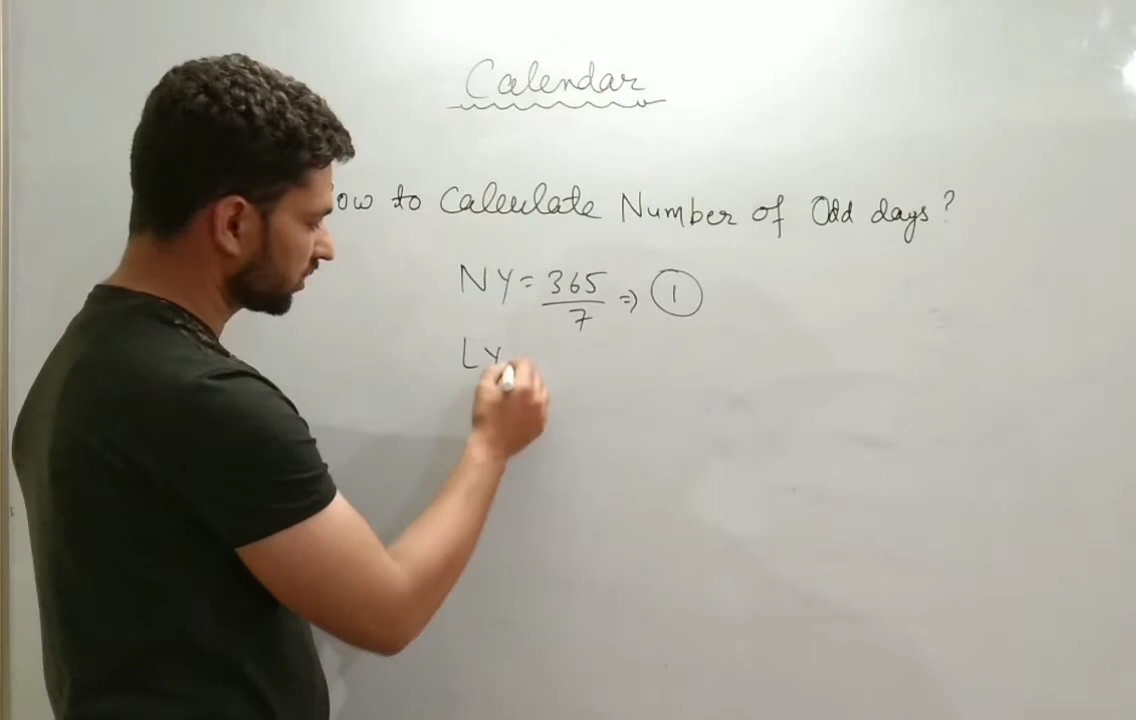 Calendar
ow to Calculate Number of Odd days?
NY = 365/7 ⇒ 1
LY